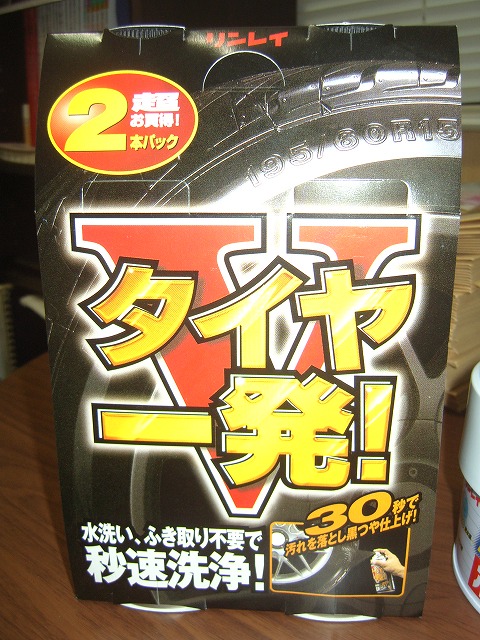 リンレイ
2
お買得!
本パック
195/60R15
V
タイヤ
一発!
30秒で
汚れを落とし黒つや仕上げ!
水洗い、ふき取り不要で
秒速洗浄!